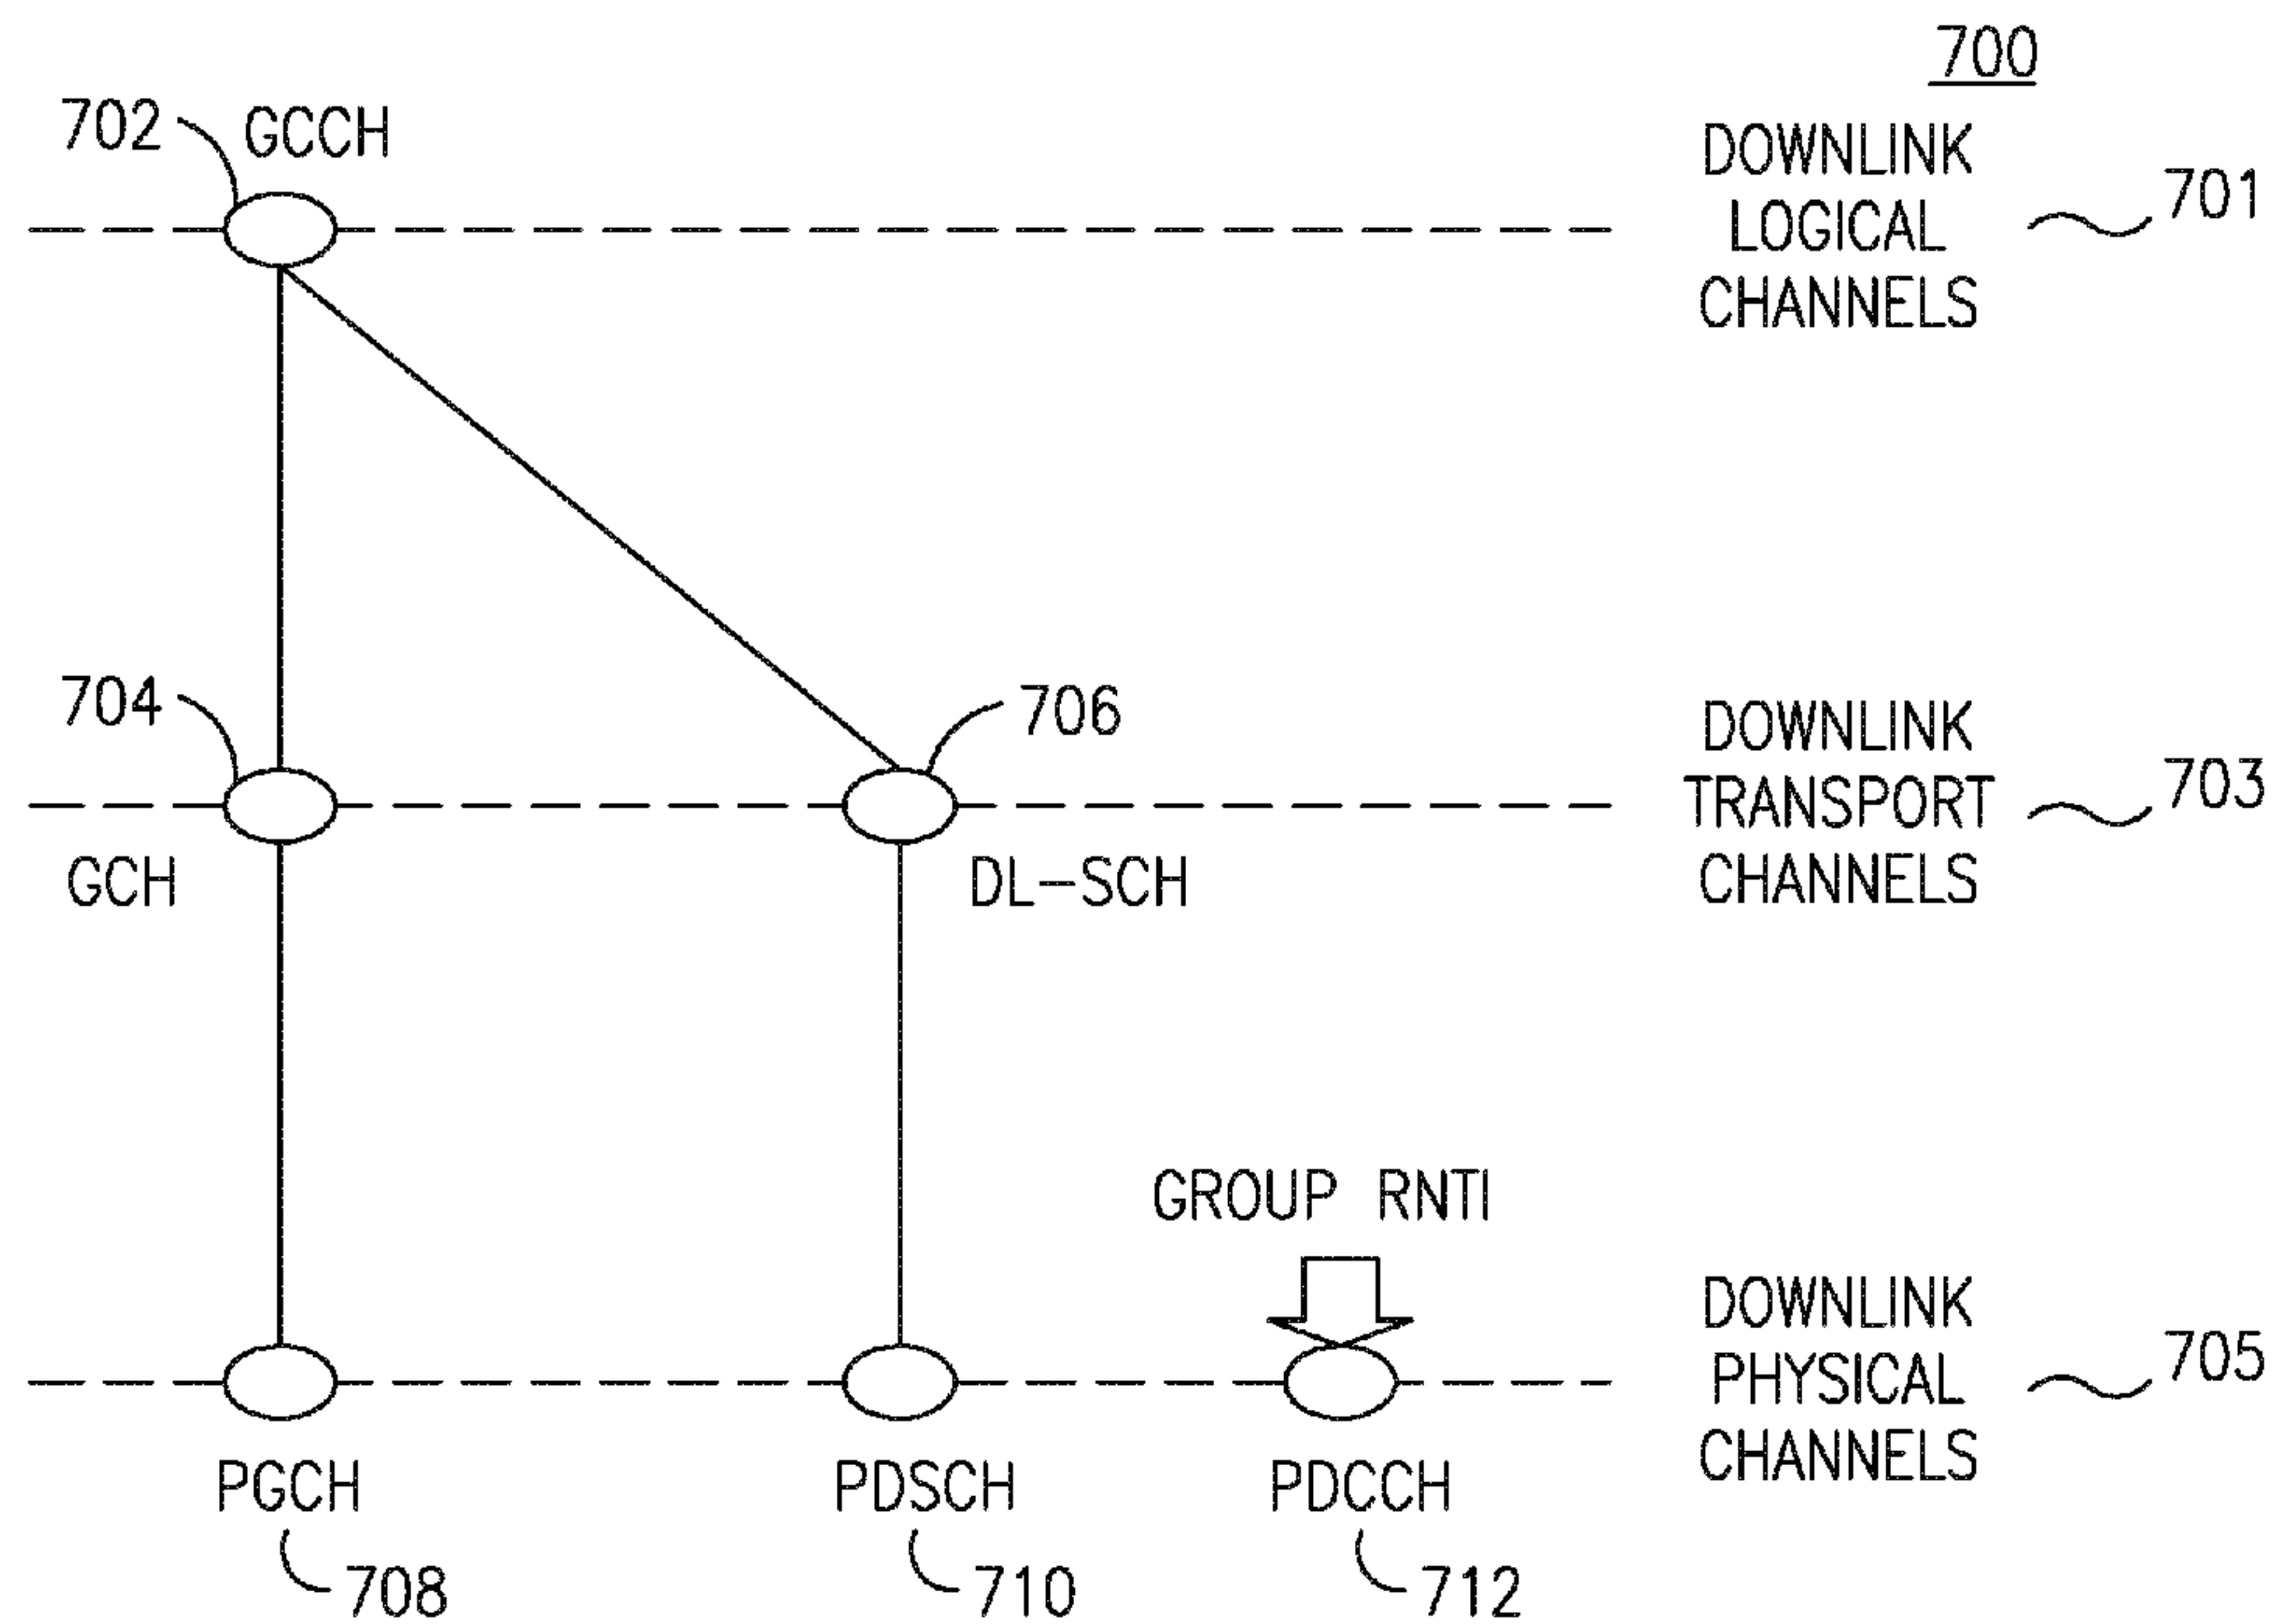 700
702
GCCH
DOWNLINK
LOGICAL
CHANNELS
701
704
706
GCH
DL-SCH
DOWNLINK
TRANSPORT
CHANNELS
703
GROUP RNTI
DOWNLINK
PHYSICAL
CHANNELS
705
PGCH
PDSCH
PDCCH
708
710
712